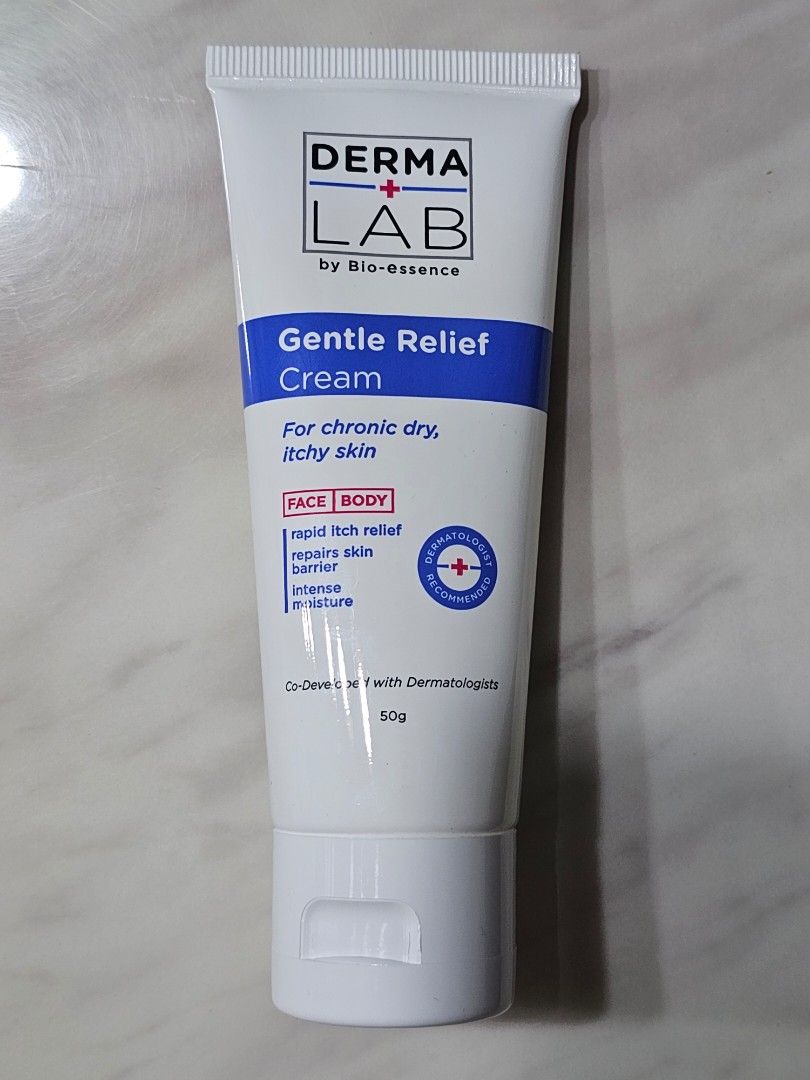 DERMA
LAB
by Bio-essence
Gentle Relief
Cream
For chronic dry,
itchy skin
FACE BODY
rapid itch relief
repairs skin
barrier
intense
moisture
DERMATOLOGIST
RECOMMENDED
Co-Developed with Dermatologists
50g